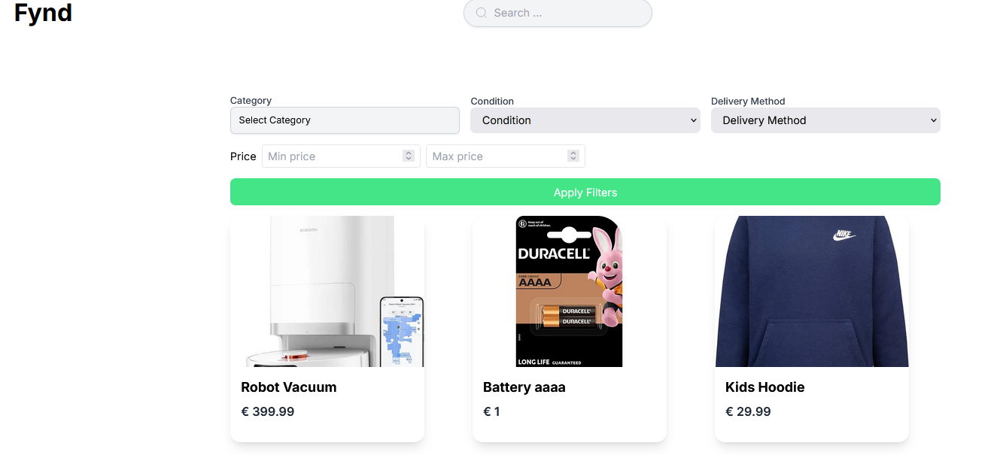 Fynd
Search ...
Category
Condition
Delivery Method
Select Category
Condition
Delivery Method
Price
Min price
Max price
Apply Filters
xiaomi
Keep out of
reach of children.
DURACELL
AAAA
DURACELL
DURACELL
LONG LIFE GUARANTEED
NIKE
Robot Vacuum
€ 399.99
Battery aaaa
€ 1
Kids Hoodie
€ 29.99